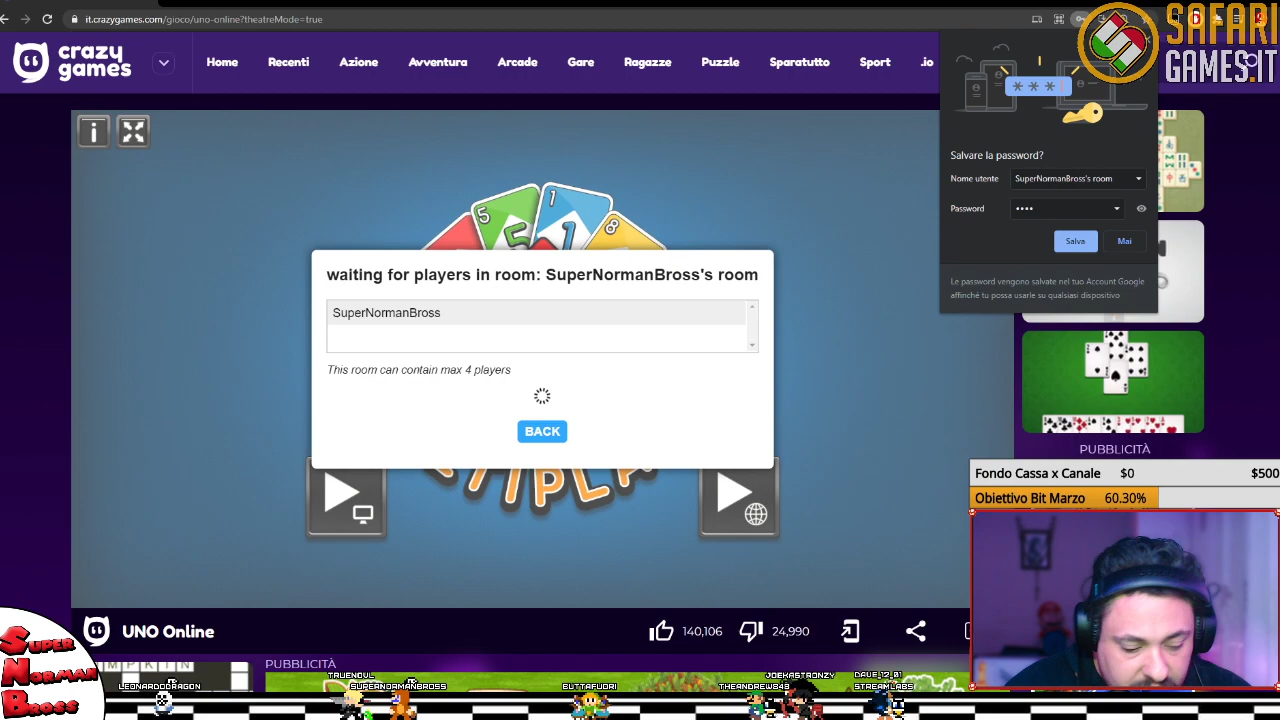 it.crazygames.com/gioco/uno-online?theatreMode=true
SAFARI
GAMES.IT
crazy
games
Home
Recenti
Azione
Avventura
Arcade
Gare
Ragazze
Puzzle
Sparatutto
Sport
.io
Salvare la password?
Nome utente
SuperNormanBross's room
Password
••••
Salva
Mai
Le password vengono salvate nel tuo Account Google
affinché tu possa usarle su qualsiasi dispositivo
waiting for players in room: SuperNormanBross's room
SuperNormanBross
This room can contain max 4 players
BACK
PUBBLICITÀ
Fondo Cassa x Canale $0 $500
Obiettivo Bit Marzo 60.30%
UNO Online
140,106
24,990
PUBBLICITÀ
SUPER
NORMAN
BROSS
LEONARDODRAGON
TRUENDUL
SUPERNORMANBROSS
BUTTAFUORI
THEANDREW848
JOEKASTRONZY
DAVE_12_01
STREAMLABS